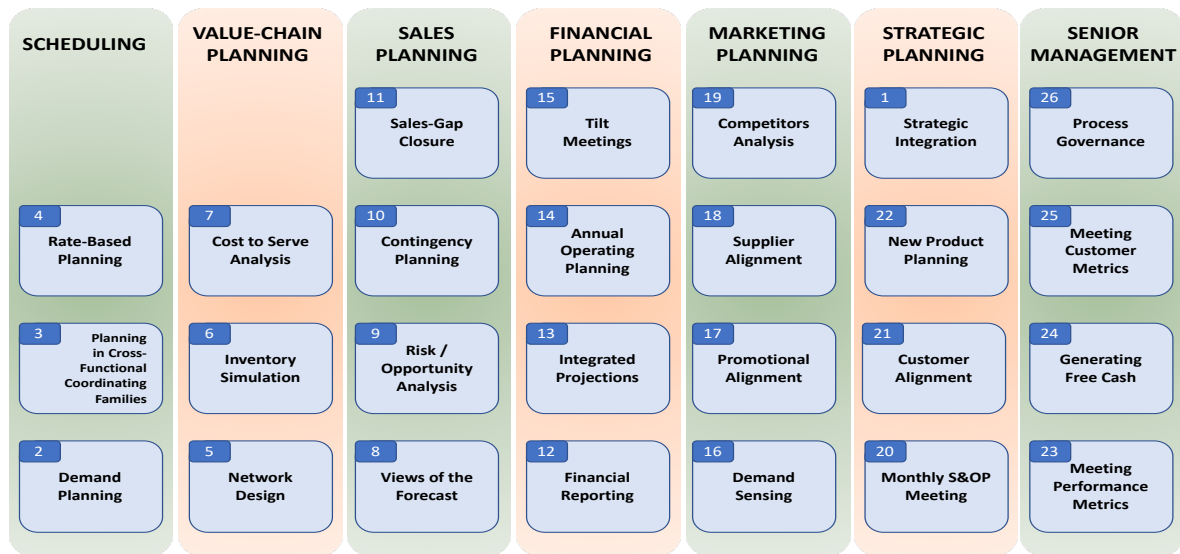 SCHEDULING
VALUE-CHAIN
PLANNING
SALES
PLANNING
FINANCIAL
PLANNING
MARKETING
PLANNING
STRATEGIC
PLANNING
SENIOR
MANAGEMENT
11
Sales-Gap
Closure
15
Tilt
Meetings
19
Competitors
Analysis
1
Strategic
Integration
26
Process
Governance
4
Rate-Based
Planning
7
Cost to Serve
Analysis
10
Contingency
Planning
14
Annual
Operating
Planning
18
Supplier
Alignment
22
New Product
Planning
25
Meeting
Customer
Metrics
3
Planning
in Cross-
Functional
Coordinating
Families
6
Inventory
Simulation
9
Risk /
Opportunity
Analysis
13
Integrated
Projections
17
Promotional
Alignment
21
Customer
Alignment
24
Generating
Free Cash
2
Demand
Planning
5
Network
Design
8
Views of the
Forecast
12
Financial
Reporting
16
Demand
Sensing
20
Monthly S&OP
Meeting
23
Meeting
Performance
Metrics